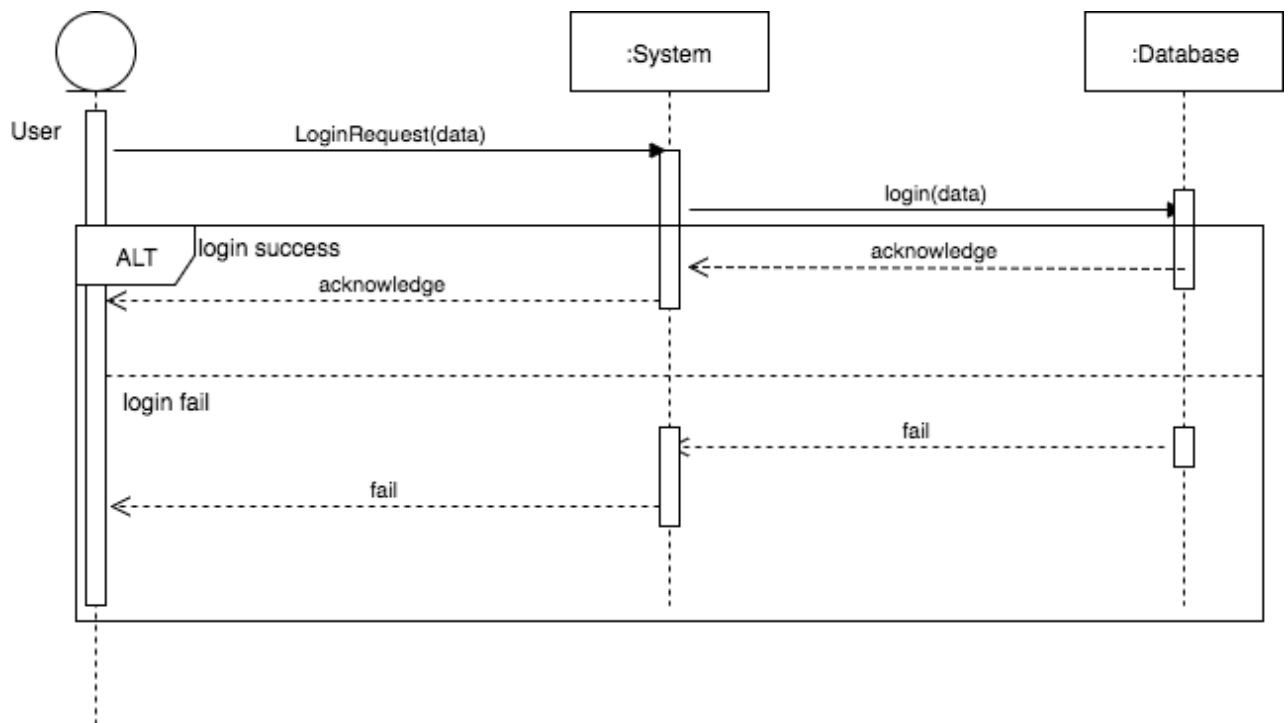 :System
:Database
User
LoginRequest(data)
login(data)
ALT
login success
acknowledge
acknowledge
login fail
fail
fail